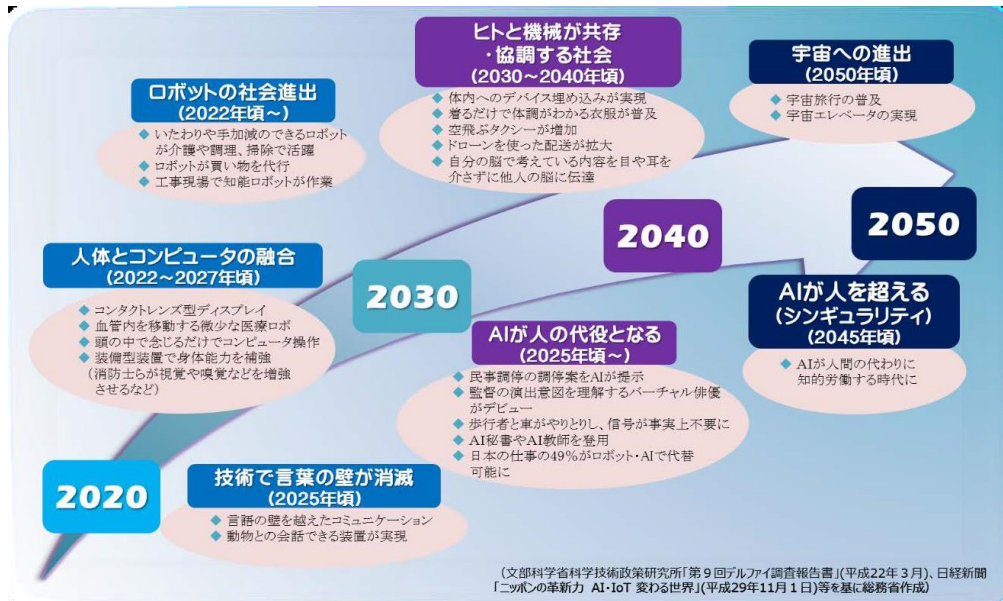 ロボットの社会進出
(2022年頃~)
◆ いたわりや手加減のできるロボット
が介護や調理、掃除で活躍
◆ ロボットが買い物を代行
◆ 工事現場で知能ロボットが作業
ヒトと機械が共存
・協調する社会
(2030~2040年頃)
◆ 体内へのデバイス埋め込みが実現
◆ 着るだけで体調がわかる衣服が普及
◆ 空飛ぶタクシーが増加
◆ ドローンを使った配送が拡大
◆ 自分の脳で考えている内容を目や耳を
介さずに他人の脳に伝達
宇宙への進出
(2050年頃)
◆ 宇宙旅行の普及
◆ 宇宙エレベータの実現
人体とコンピュータの融合
(2022~2027年頃)
◆ コンタクトレンズ型ディスプレイ
◆ 血管内を移動する微少な医療ロボ
◆ 頭の中で念じるだけでコンピュータ操作
◆ 装備型装置で身体能力を補強
(消防士らが視覚や嗅覚などを増強
させるなど)
2030
2040
2050
AIが人の代役となる
(2025年頃~)
◆ 民事調停の調停案をAIが提示
◆ 監督の演出意図を理解するバーチャル俳優
がデビュー
◆ 歩行者と車がやりとりし、信号が事実上不要に
◆ AI秘書やAI教師を登用
◆ 日本の仕事の49%がロボット・AIで代替
可能に
AIが人を超える
(シンギュラリティ)
(2045年頃)
◆ AIが人間の代わりに
知的労働する時代に
2020
技術で言葉の壁が消滅
(2025年頃)
◆ 言語の壁を越えたコミュニケーション
◆ 動物との会話できる装置が実現
(文部科学省科学技術政策研究所「第9回デルファイ調査報告書」(平成22年3月)、日経新聞
「ニッポンの革新力 AI・IoT 変わる世界」(平成29年11月1日)等を基に総務省作成)